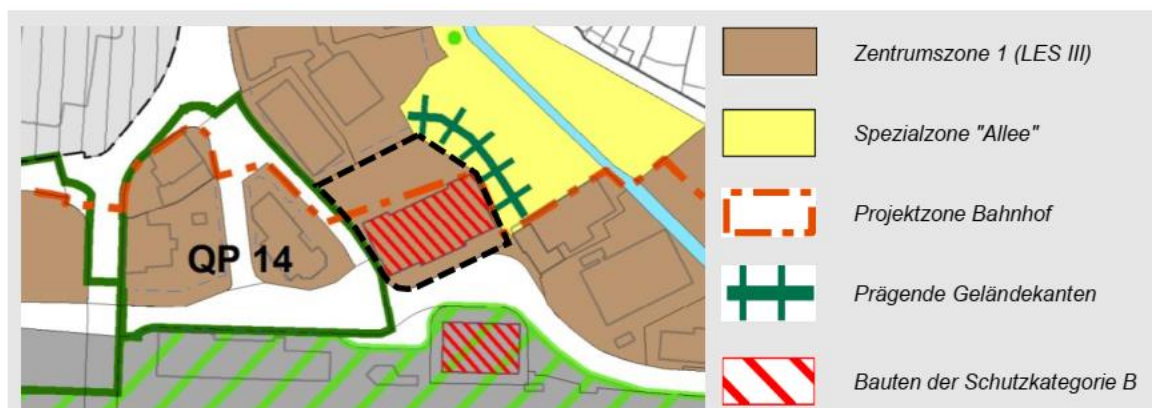 QP 14
Zentrumszone 1 (LES III)
Spezialzone "Allee"
Projektzone Bahnhof
Prägende Geländekanten
Bauten der Schutzkategorie B